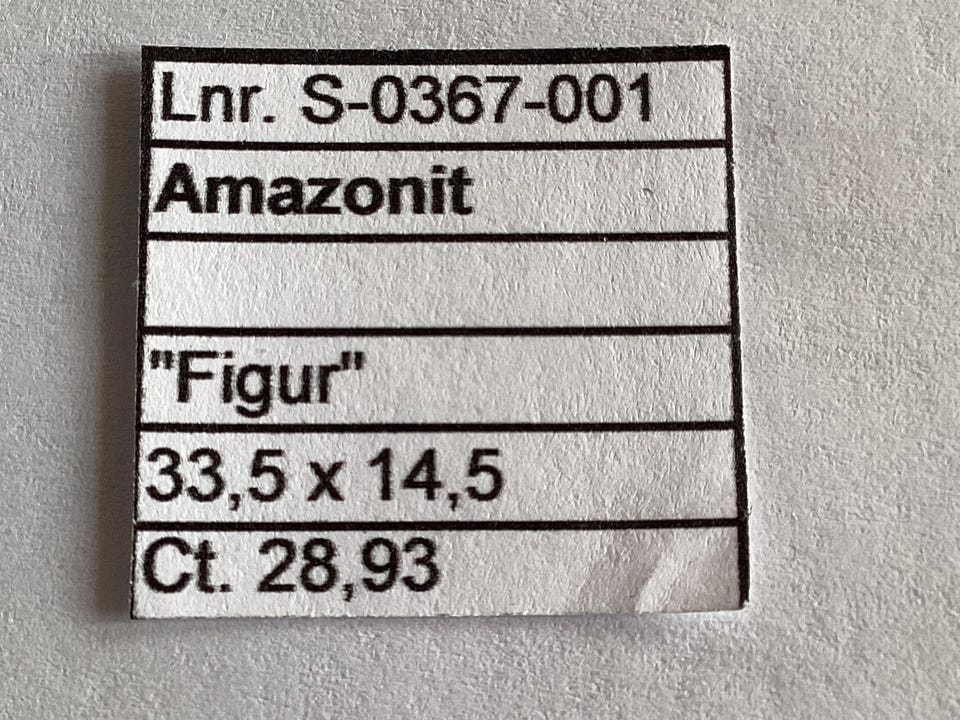 Lnr. S-0367-001
Amazonit
"Figur"
33,5 x 14,5
Ct. 28,93